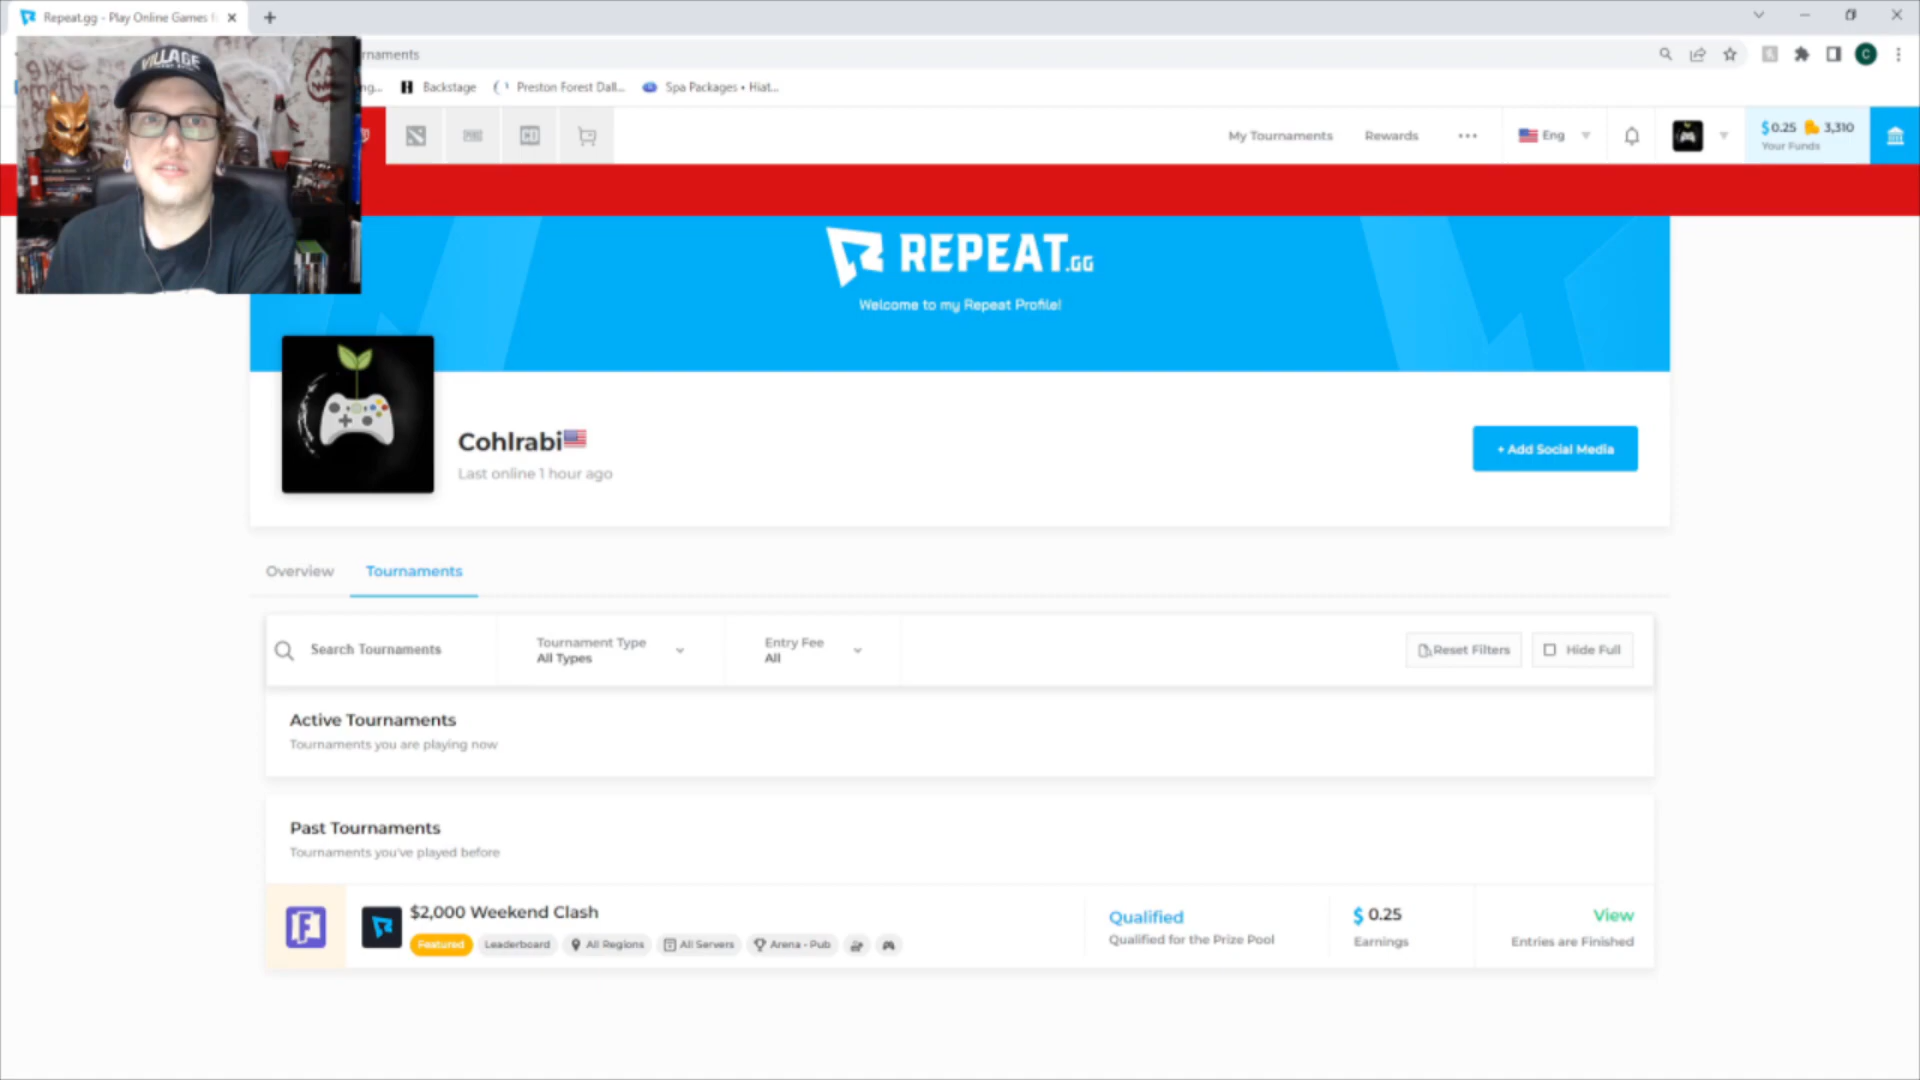 Repeat.gg - Play Online Games f
rnaments
ng...
Backstage
Preston Forest Dall...
Spa Packages • Hiat...
VILLAGE
My Tournaments
Rewards
Eng
$0.25 3,310
Your Funds
REPEAT.GG
Welcome to my Repeat Profile!
Cohlrabi
Last online 1 hour ago
+ Add Social Media
Overview
Tournaments
Search Tournaments
Tournament Type
All Types
Entry Fee
All
Reset Filters
Hide Full
Active Tournaments
Tournaments you are playing now
Past Tournaments
Tournaments you've played before
$2,000 Weekend Clash
Featured
Leaderboard
All Regions
All Servers
Arena - Pub
Qualified
Qualified for the Prize Pool
$ 0.25
Earnings
View
Entries are Finished
C